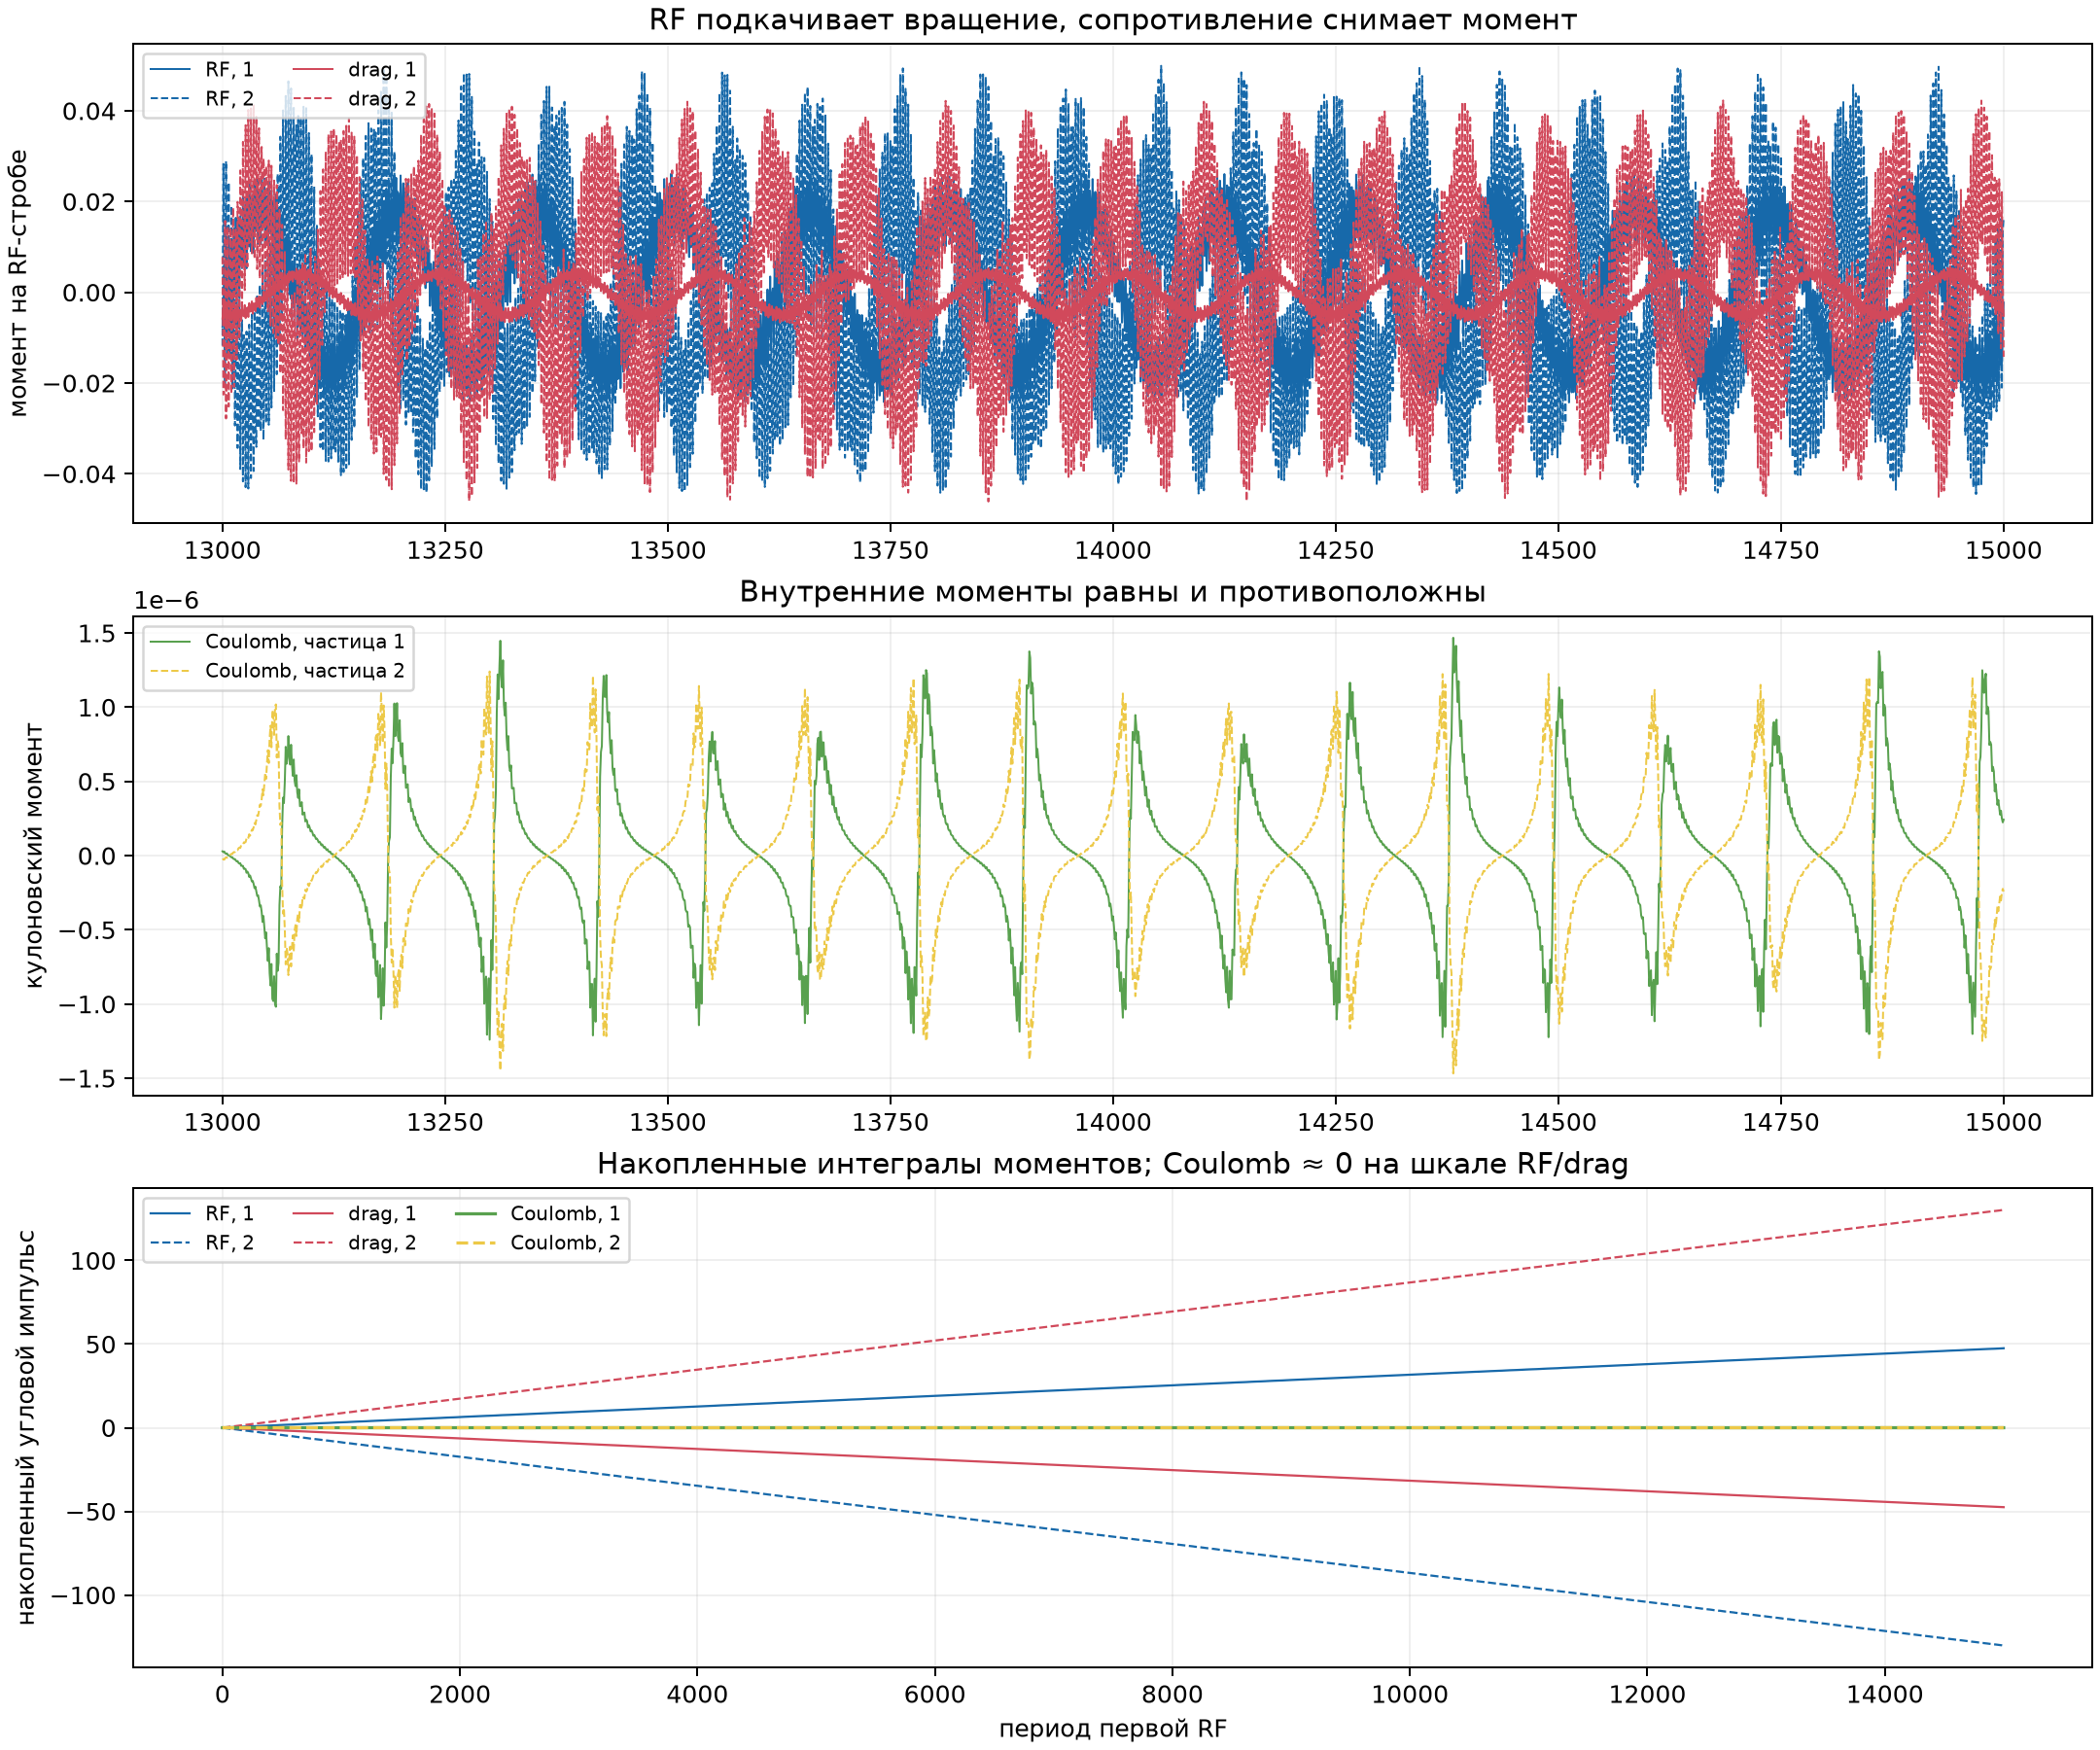 RF подкачивает вращение, сопротивление снимает момент
RF, 1
RF, 2
drag, 1
drag, 2
момент на RF-стробе
0.04
0.02
0.00
−0.02
−0.04
13000 13250 13500 13750 14000 14250 14500 14750 15000
Внутренние моменты равны и противоположны
1e−6
Coulomb, частица 1
Coulomb, частица 2
кулоновский момент
1.5
1.0
0.5
0.0
−0.5
−1.0
−1.5
13000 13250 13500 13750 14000 14250 14500 14750 15000
Накопленные интегралы моментов; Coulomb ≈ 0 на шкале RF/drag
RF, 1
RF, 2
drag, 1
drag, 2
Coulomb, 1
Coulomb, 2
накопленный угловой импульс
100
50
0
−50
−100
0 2000 4000 6000 8000 10000 12000 14000
период первой RF